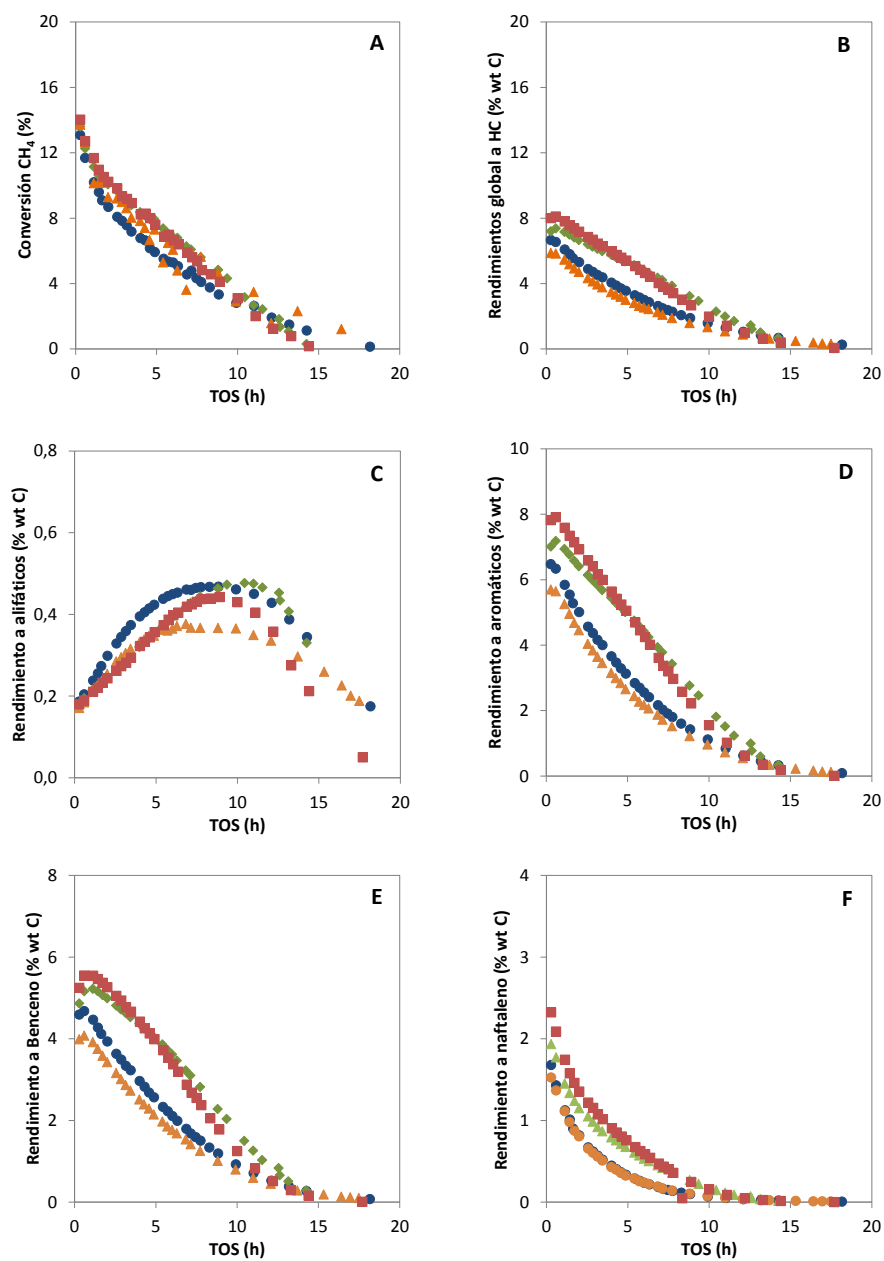 A
Conversión CH4 (%)
20
16
12
8
4
0
0 5 10 15 20
TOS (h)
B
Rendimientos global a HC (% wt C)
20
16
12
8
4
0
0 5 10 15 20
TOS (h)
C
Rendimiento a alifáticos (% wt C)
0,8
0,6
0,4
0,2
0,0
0 5 10 15 20
TOS (h)
D
Rendimiento a aromáticos (% wt C)
10
8
6
4
2
0
0 5 10 15 20
TOS (h)
E
Rendimiento a Benceno (% wt C)
8
6
4
2
0
0 5 10 15 20
TOS (h)
F
Rendimiento a naftaleno (% wt C)
4
3
2
1
0
0 5 10 15 20
TOS (h)